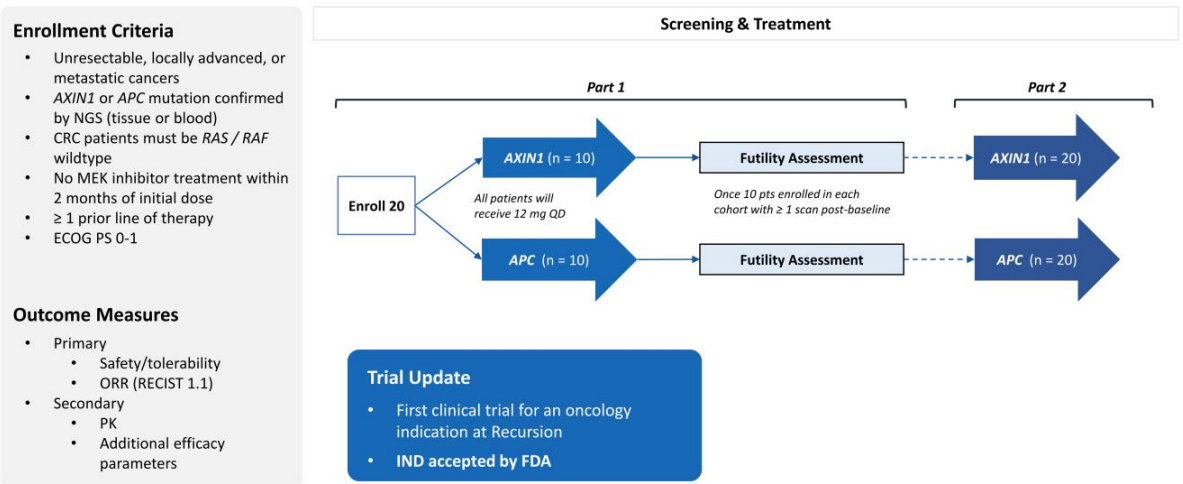 Enrollment Criteria
• Unresectable, locally advanced, or
metastatic cancers
• AXIN1 or APC mutation confirmed
by NGS (tissue or blood)
• CRC patients must be RAS / RAF
wildtype
• No MEK inhibitor treatment within
2 months of initial dose
• ≥ 1 prior line of therapy
• ECOG PS 0-1
Outcome Measures
• Primary
• Safety/tolerability
• ORR (RECIST 1.1)
• Secondary
• PK
• Additional efficacy
parameters
Screening & Treatment
Part 1
Part 2
Enroll 20
AXIN1 (n = 10)
Futility Assessment
AXIN1 (n = 20)
All patients will
receive 12 mg QD
Once 10 pts enrolled in each
cohort with ≥ 1 scan post-baseline
APC (n = 10)
Futility Assessment
APC (n = 20)
Trial Update
• First clinical trial for an oncology
indication at Recursion
• IND accepted by FDA